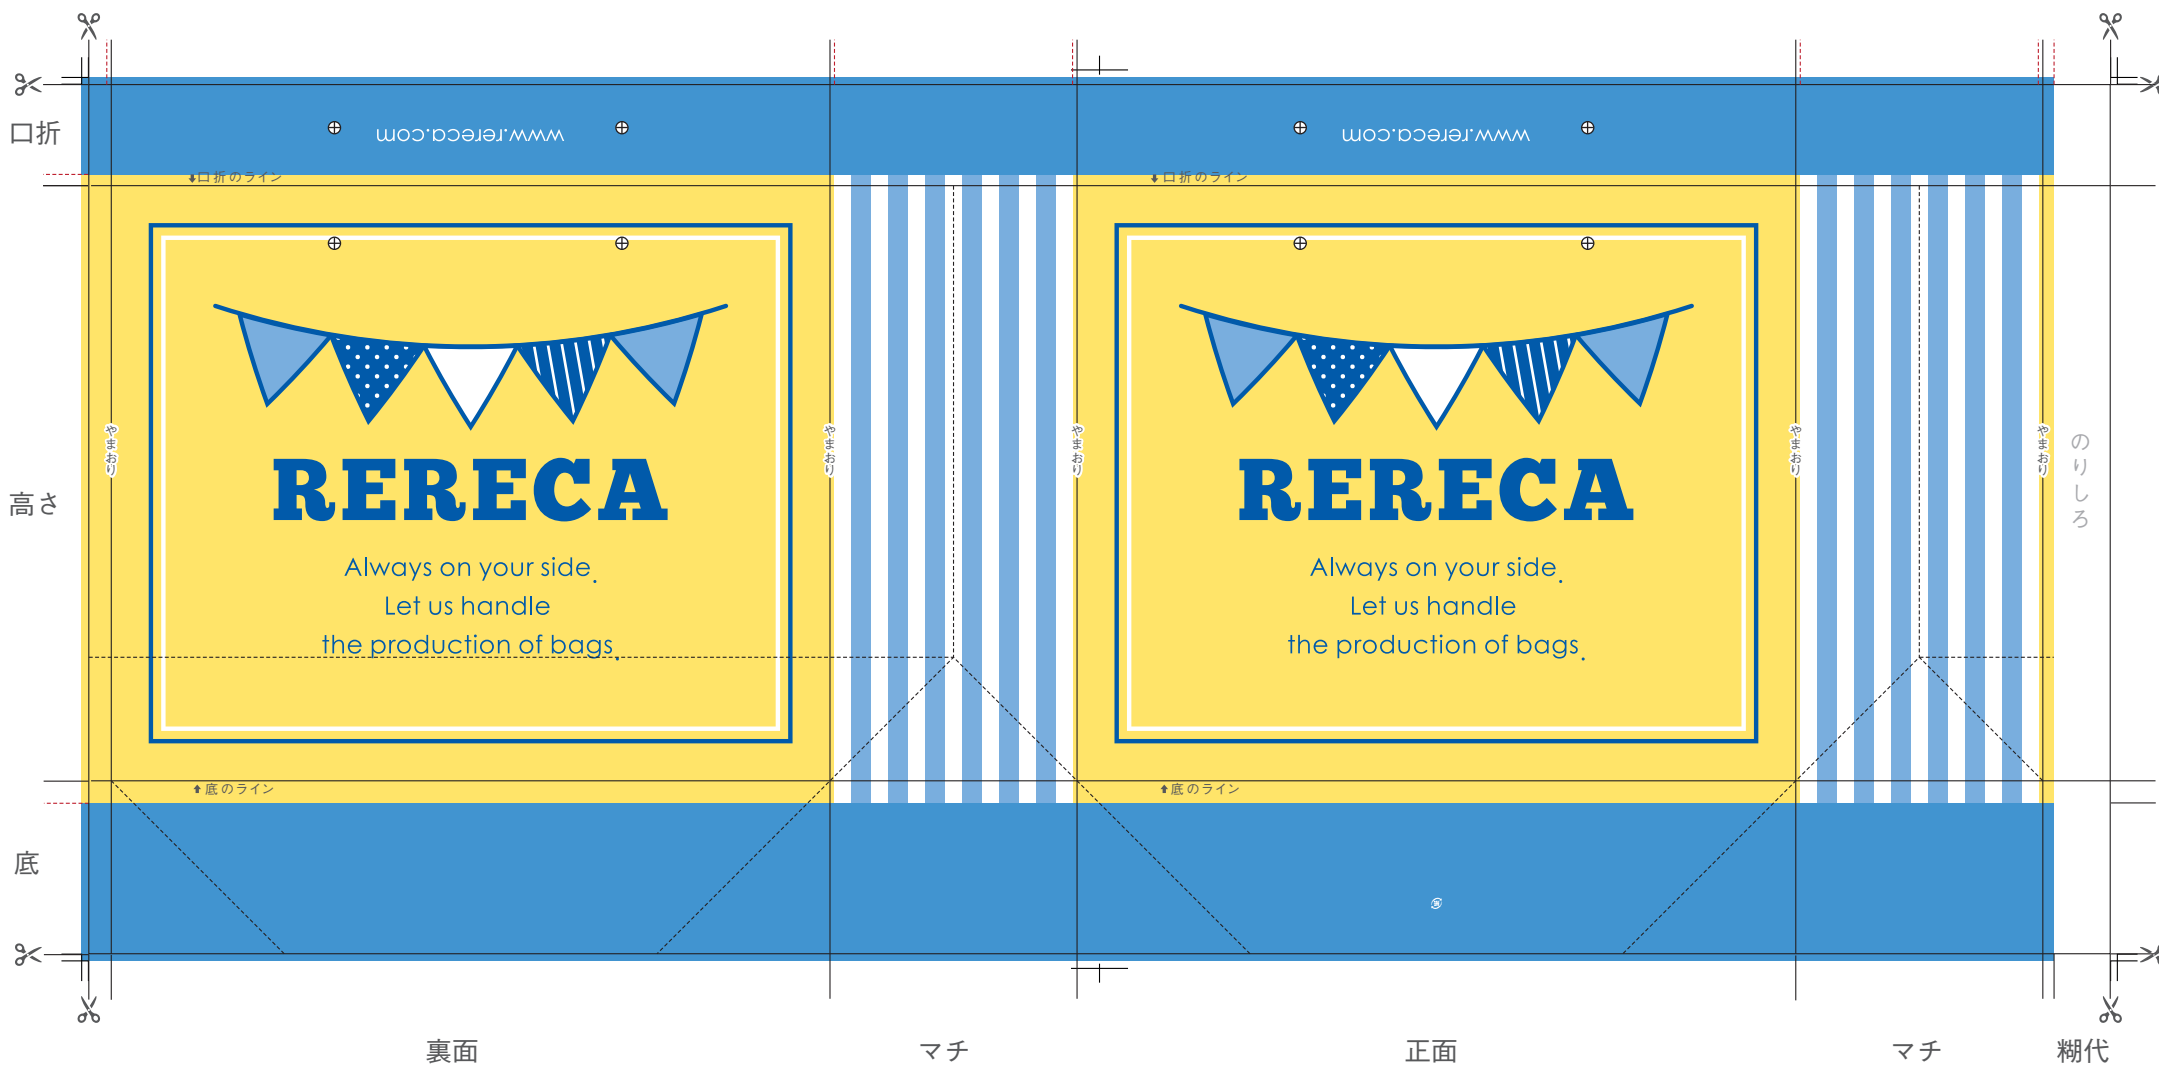 口折
www.rereca.com
www.rereca.com
⬇口折のライン
⬇口折のライン
やまおり
やまおり
やまおり
やまおり
やまおり
のりしろ
高さ
RERECA
Always on your side.
Let us handle
the production of bags.
RERECA
Always on your side.
Let us handle
the production of bags.
⬆底のライン
⬆底のライン
底
裏面
マチ
正面
マチ
糊代